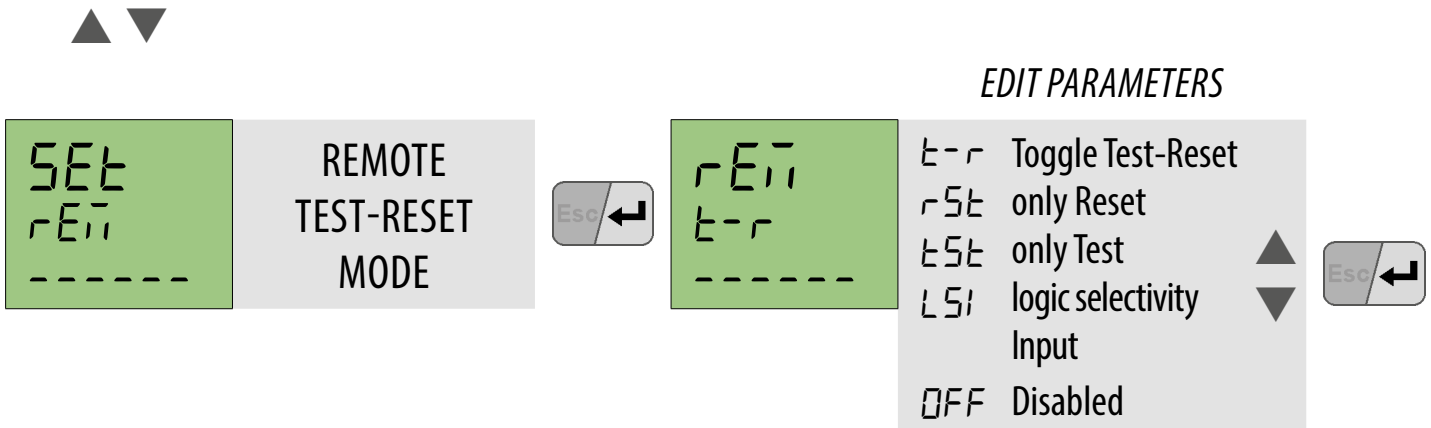 EDIT PARAMETERS
SEt
rEM
------
REMOTE
TEST-RESET
MODE
Esc
rEM
t-r
------
t-r Toggle Test-Reset
rSt only Reset
tSt only Test
LSI logic selectivity
Input
OFF Disabled
Esc